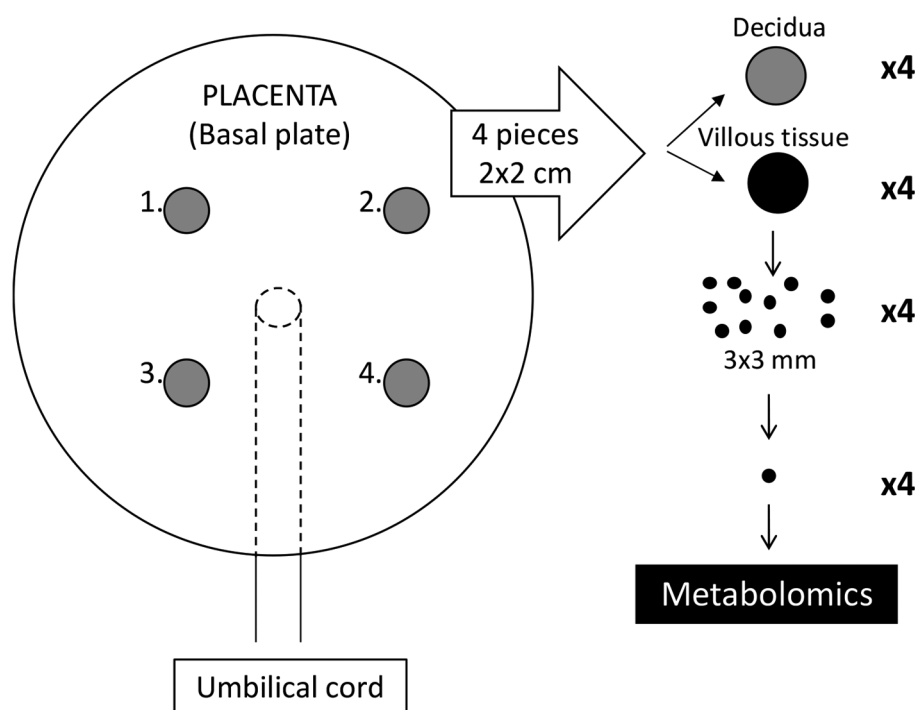 PLACENTA
(Basal plate)
1.
2.
3.
4.
Umbilical cord
4 pieces
2x2 cm
Decidua
x4
Villous tissue
x4
x4
3x3 mm
x4
Metabolomics